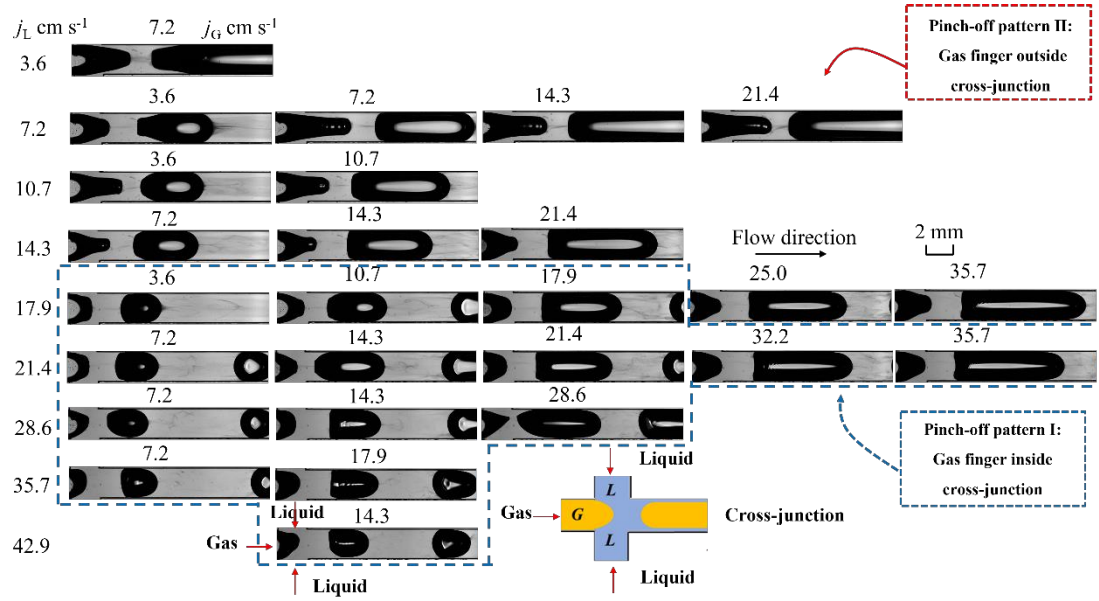 j_L cm s⁻¹ 7.2 j_G cm s⁻¹
3.6
Pinch-off pattern II:
Gas finger outside
cross-junction
3.6 7.2 14.3 21.4
7.2
3.6 10.7
10.7
7.2 14.3 21.4
14.3
Flow direction
2 mm
3.6 10.7 17.9 25.0 35.7
17.9
7.2 14.3 21.4 32.2 35.7
21.4
7.2 14.3 28.6
28.6
Pinch-off pattern I:
Gas finger inside
cross-junction
7.2 17.9
35.7
Liquid
L
Gas
G
Cross-junction
L
Liquid
Liquid
14.3
42.9
Gas
Liquid